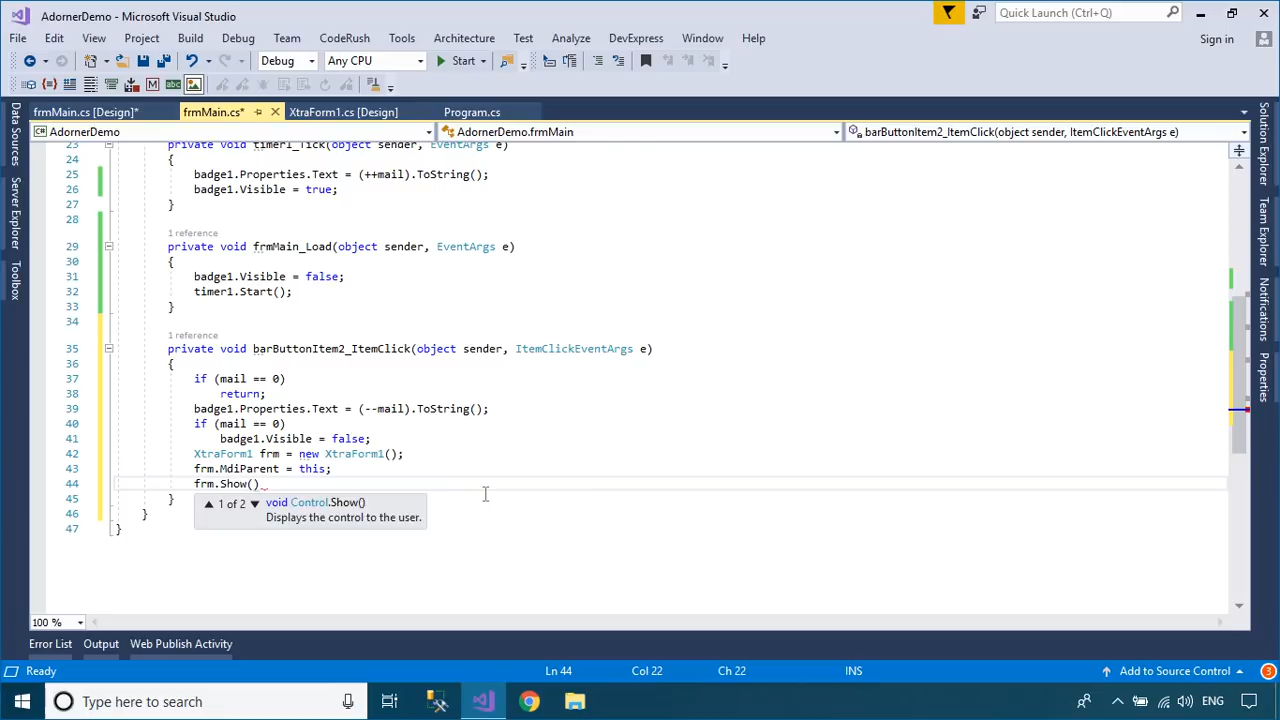 AdornerDemo - Microsoft Visual Studio
Quick Launch (Ctrl+Q)
File Edit View Project Build Debug Team CodeRush Tools Architecture Test Analyze DevExpress Window Help
Sign in
Debug Any CPU Start
frmMain.cs [Design]* frmMain.cs* XtraForm1.cs [Design] Program.cs
AdornerDemo AdornerDemo.frmMain barButtonItem2_ItemClick(object sender, ItemClickEventArgs e)
Data Sources
Server Explorer
Toolbox
Solution Explorer
Team Explorer
Notifications
Properties
23 private void timer1_Tick(object sender, EventArgs e)
24 {
25 badge1.Properties.Text = (++mail).ToString();
26 badge1.Visible = true;
27 }
28
1 reference
29 private void frmMain_Load(object sender, EventArgs e)
30 {
31 badge1.Visible = false;
32 timer1.Start();
33 }
34
1 reference
35 private void barButtonItem2_ItemClick(object sender, ItemClickEventArgs e)
36 {
37 if (mail == 0)
38 return;
39 badge1.Properties.Text = (--mail).ToString();
40 if (mail == 0)
41 badge1.Visible = false;
42 XtraForm1 frm = new XtraForm1();
43 frm.MdiParent = this;
44 frm.Show()
45 }
▲ 1 of 2 ▼ void Control.Show()
Displays the control to the user.
46 }
47 }
100 %
Error List Output Web Publish Activity
Ready Ln 44 Col 22 Ch 22 INS Add to Source Control 3
Type here to search
ENG